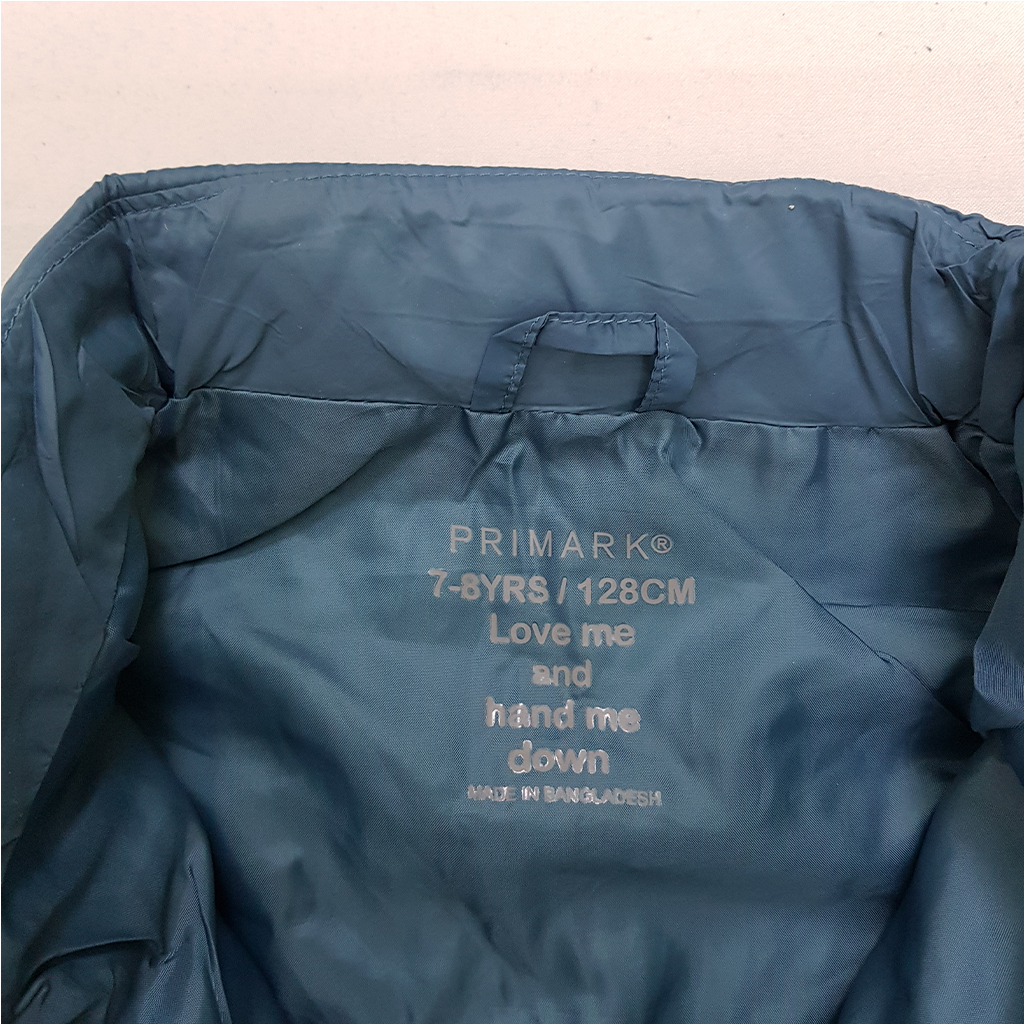 PRIMARK®
7-8YRS / 128CM
Love me
and
hand me
down
MADE IN BANGLADESH